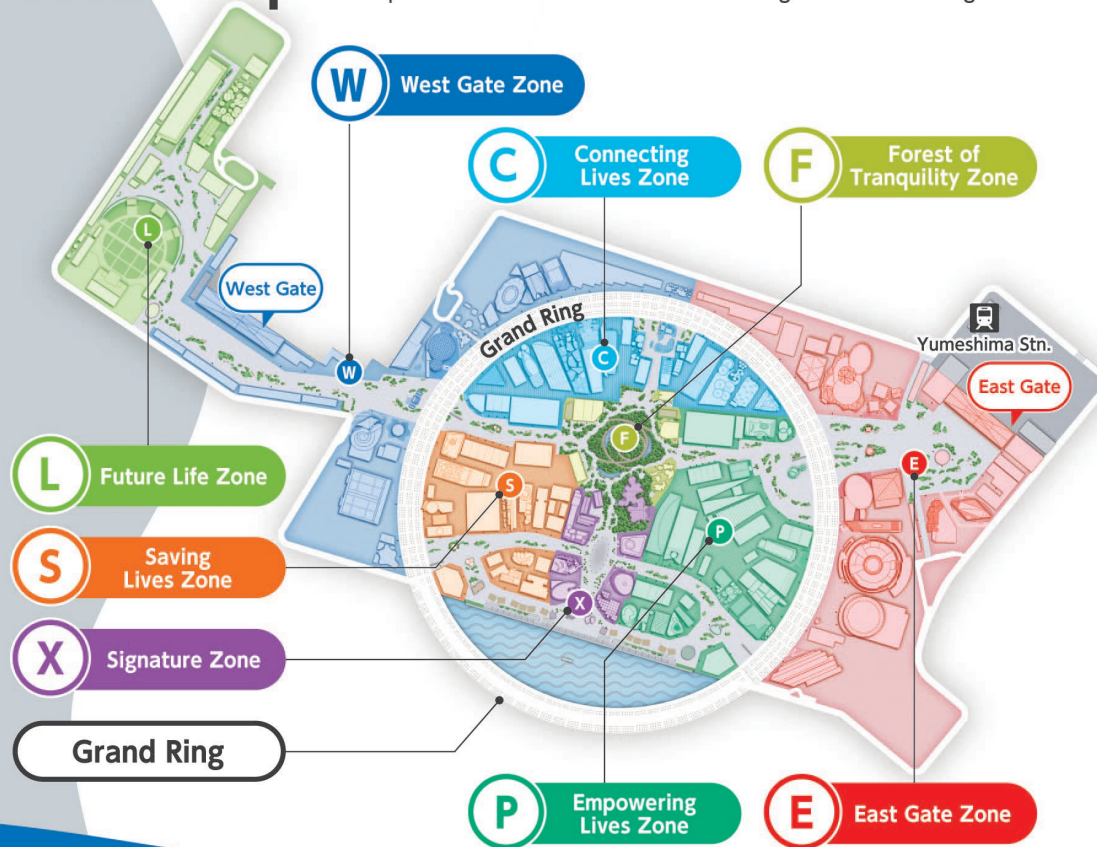 W
West Gate Zone
C
Connecting
Lives Zone
F
Forest of
Tranquility Zone
L
West Gate
Grand Ring
Yumeshima Stn.
East Gate
C
W
F
E
S
P
X
L
Future Life Zone
S
Saving
Lives Zone
X
Signature Zone
Grand Ring
P
Empowering
Lives Zone
E
East Gate Zone